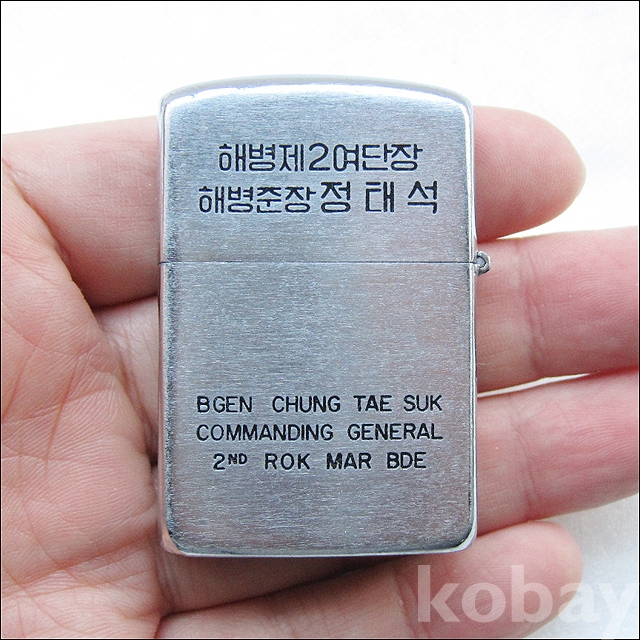 해병제2여단장
해병준장 정태석
BGEN CHUNG TAE SUK
COMMANDING GENERAL
2ND ROK MAR BDE
kobay